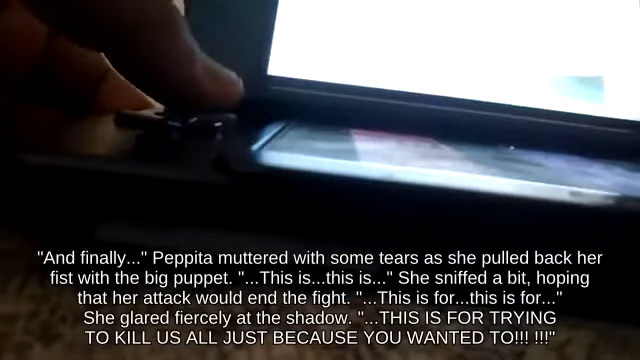 "And finally..." Peppita muttered with some tears as she pulled back her
fist with the big puppet. "...This is...this is..." She sniffed a bit, hoping
that her attack would end the fight. "...This is for...this is for..."
She glared fiercely at the shadow. "...THIS IS FOR TRYING
TO KILL US ALL JUST BECAUSE YOU WANTED TO!!! !!!"